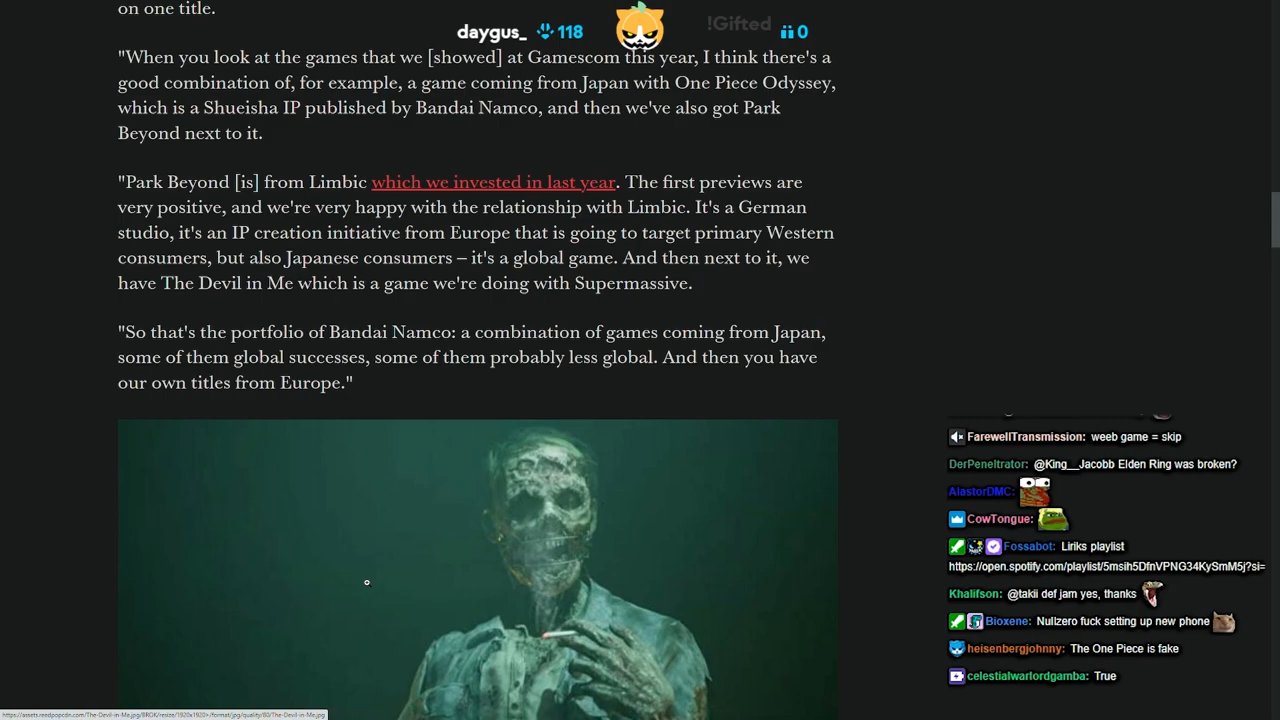 on one title.
daygus_ 118
!Gifted
0
"When you look at the games that we [showed] at Gamescom this year, I think there's a
good combination of, for example, a game coming from Japan with One Piece Odyssey,
which is a Shueisha IP published by Bandai Namco, and then we've also got Park
Beyond next to it.
"Park Beyond [is] from Limbic which we invested in last year. The first previews are
very positive, and we're very happy with the relationship with Limbic. It's a German
studio, it's an IP creation initiative from Europe that is going to target primary Western
consumers, but also Japanese consumers – it's a global game. And then next to it, we
have The Devil in Me which is a game we're doing with Supermassive.
"So that's the portfolio of Bandai Namco: a combination of games coming from Japan,
some of them global successes, some of them probably less global. And then you have
our own titles from Europe."
FarewellTransmission: weeb game = skip
DerPeneltrator: @King__Jacobb Elden Ring was broken?
AlastorDMC:
CowTongue:
Fossabot: Liriks playlist
https://open.spotify.com/playlist/5msih5DfnVPNG34KySmM5j?si=
Khalifson: @takii def jam yes, thanks
Bioxene: Nullzero fuck setting up new phone
heisenbergjohnny: The One Piece is fake
celestialwarlordgamba: True
https://assets.reedpopcdn.com/The-Devil-in-Me.jpg/BROK/resize/1920x1920>/format/jpg/quality/80/The-Devil-in-Me.jpg